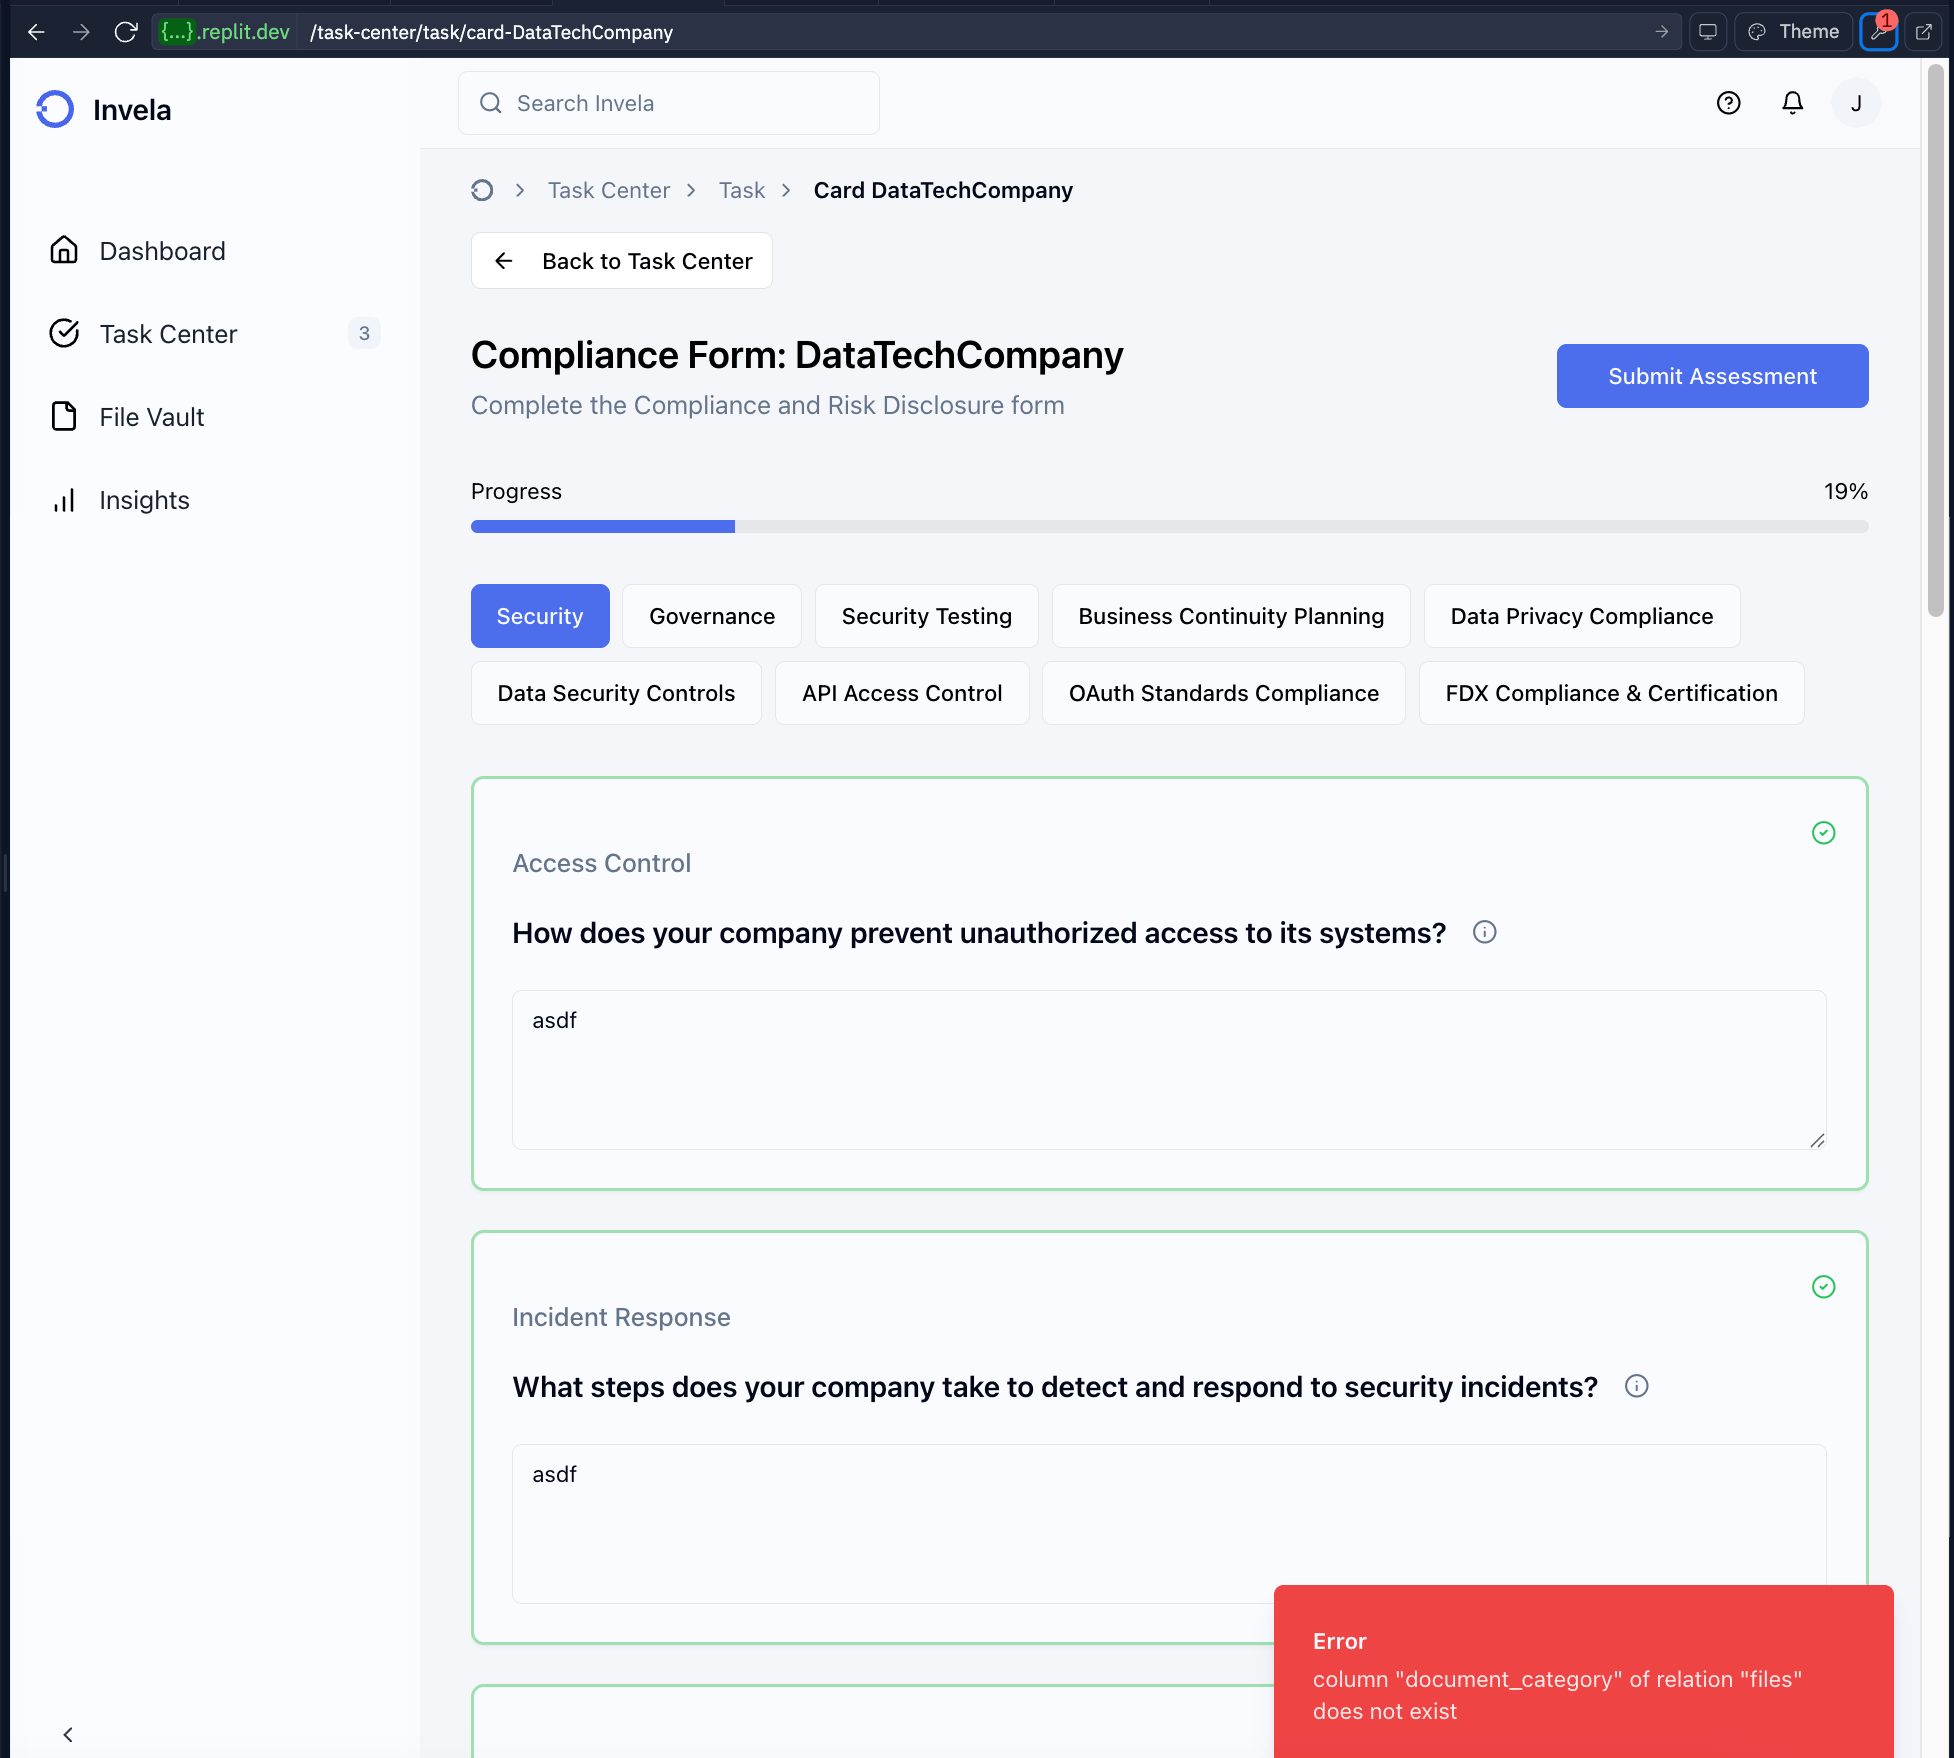 {...}.replit.dev /task-center/task/card-DataTechCompany
Theme
1
Invela
Search Invela
J
Task Center
Task
Card DataTechCompany
Back to Task Center
Dashboard
Task Center
3
File Vault
Insights
Compliance Form: DataTechCompany
Complete the Compliance and Risk Disclosure form
Submit Assessment
Progress
19%
Security
Governance
Security Testing
Business Continuity Planning
Data Privacy Compliance
Data Security Controls
API Access Control
OAuth Standards Compliance
FDX Compliance & Certification
Access Control
How does your company prevent unauthorized access to its systems?
asdf
Incident Response
What steps does your company take to detect and respond to security incidents?
asdf
Error
column "document_category" of relation "files"
does not exist